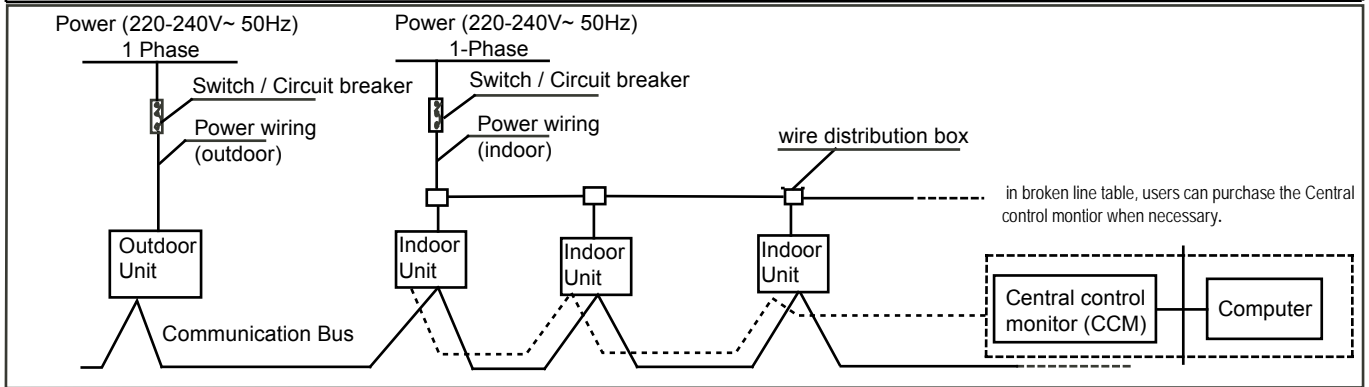 Power (220-240V~ 50Hz)
1 Phase
Switch / Circuit breaker
Power wiring
(outdoor)
Outdoor
Unit
Power (220-240V~ 50Hz)
1-Phase
Switch / Circuit breaker
Power wiring
(indoor)
wire distribution box
in broken line table, users can purchase the Central
control montior when necessary.
Indoor
Unit
Indoor
Unit
Indoor
Unit
Communication Bus
Central control
monitor (CCM)
Computer